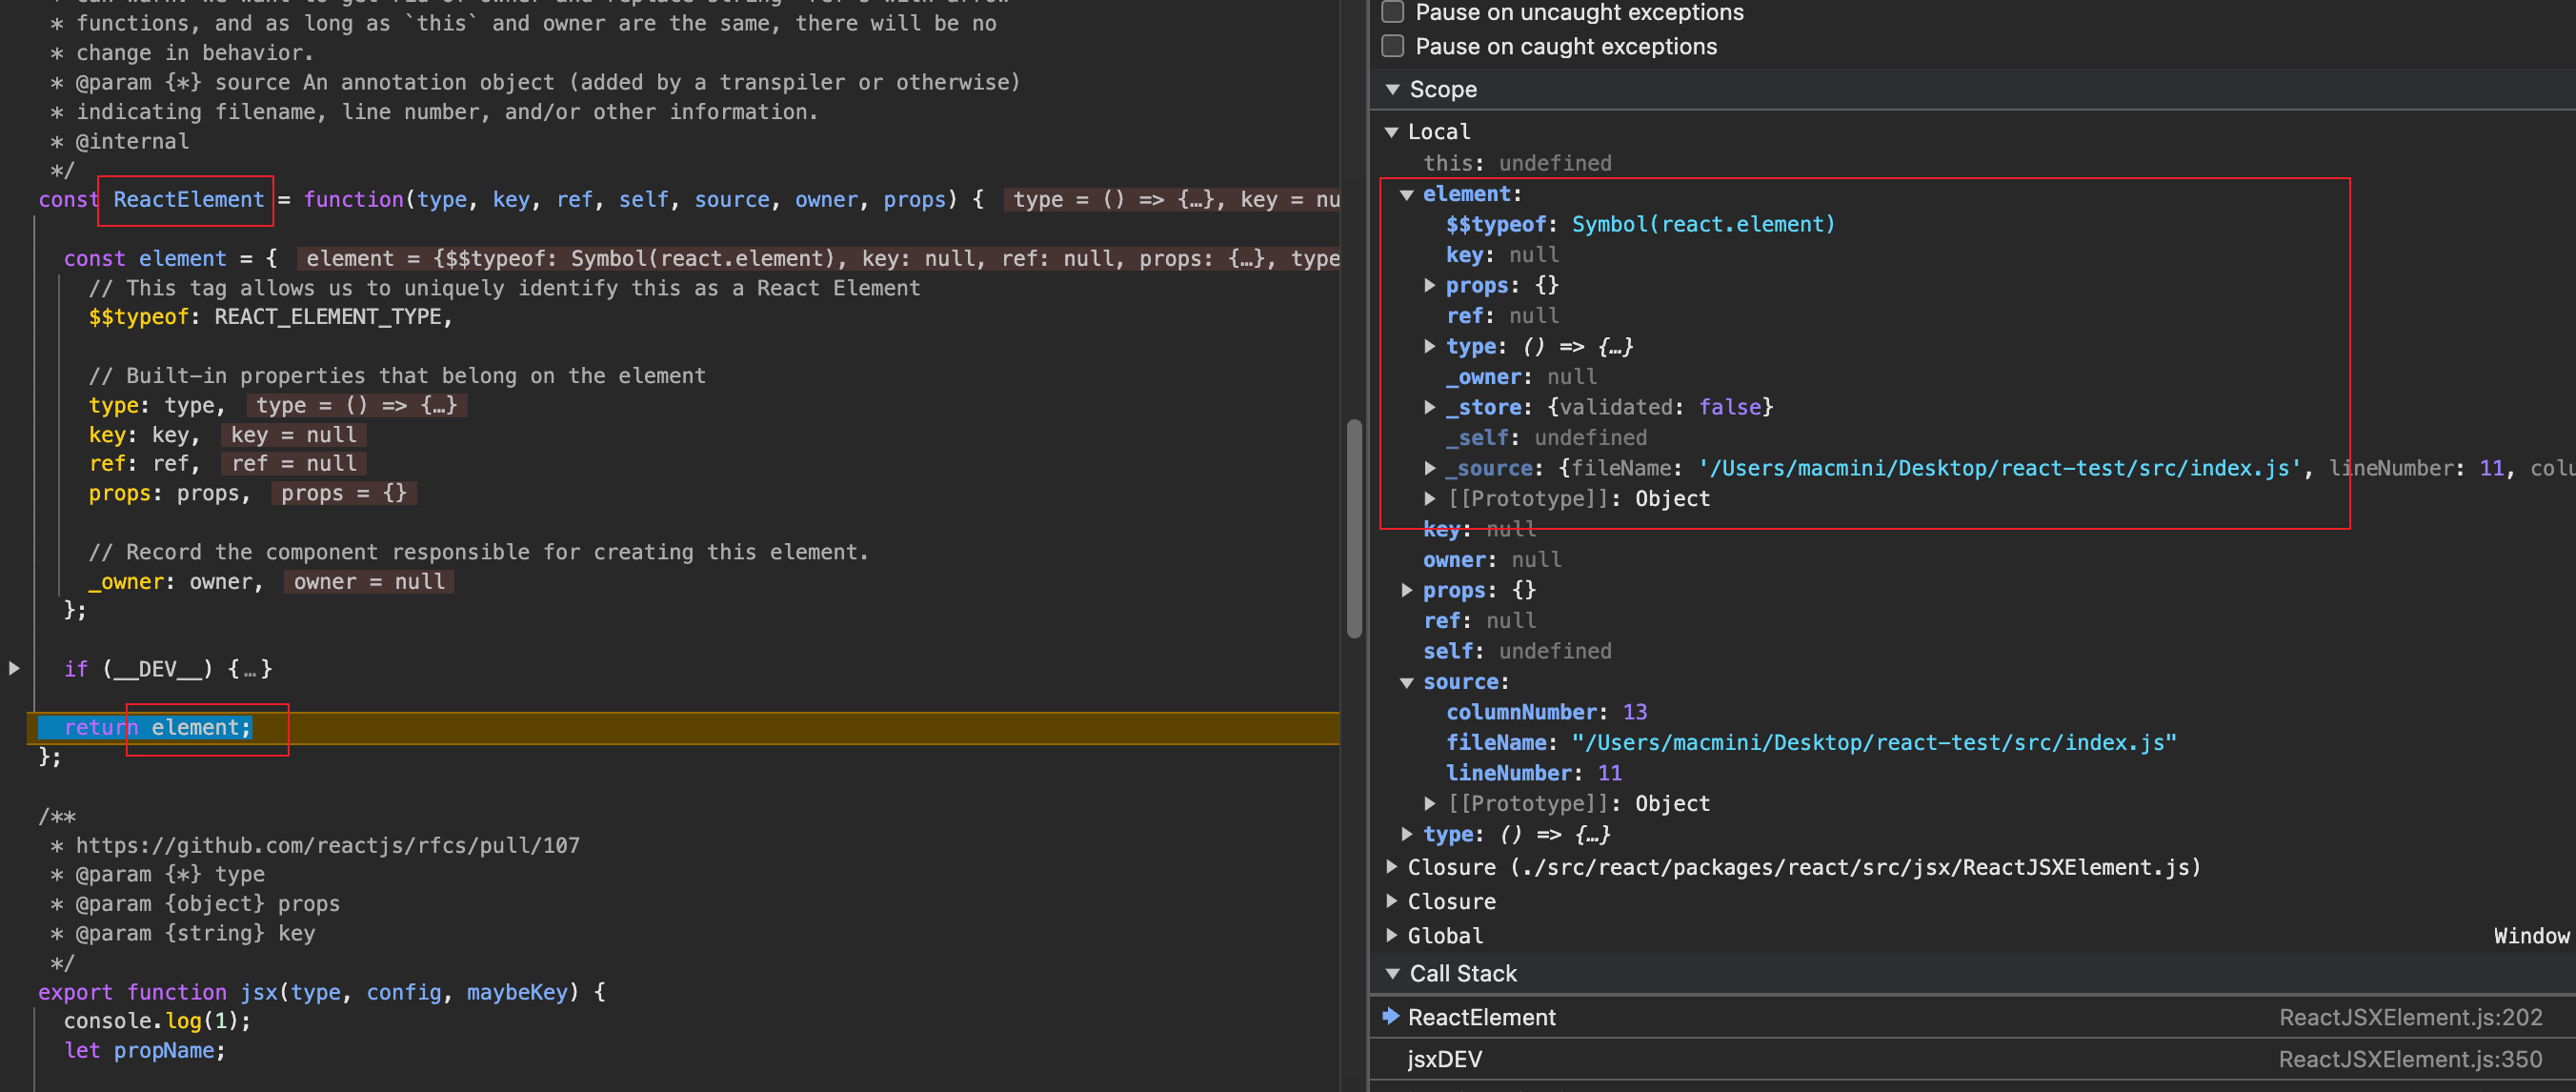 * functions, and as long as `this` and owner are the same, there will be no
* change in behavior.
* @param {*} source An annotation object (added by a transpiler or otherwise)
* indicating filename, line number, and/or other information.
* @internal
*/
const ReactElement = function(type, key, ref, self, source, owner, props) { type = () => {…}, key = nu
const element = { element = {$$typeof: Symbol(react.element), key: null, ref: null, props: {…}, type
// This tag allows us to uniquely identify this as a React Element
$$typeof: REACT_ELEMENT_TYPE,
// Built-in properties that belong on the element
type: type, type = () => {…}
key: key, key = null
ref: ref, ref = null
props: props, props = {}
// Record the component responsible for creating this element.
_owner: owner, owner = null
};
if (__DEV__) {…}
return element;
};
/**
* https://github.com/reactjs/rfcs/pull/107
* @param {*} type
* @param {object} props
* @param {string} key
*/
export function jsx(type, config, maybeKey) {
console.log(1);
let propName;
Pause on uncaught exceptions
Pause on caught exceptions
Scope
Local
this: undefined
element:
$$typeof: Symbol(react.element)
key: null
props: {}
ref: null
type: () => {…}
_owner: null
_store: {validated: false}
_self: undefined
_source: {fileName: '/Users/macmini/Desktop/react-test/src/index.js', lineNumber: 11, colu
[[Prototype]]: Object
key: null
owner: null
props: {}
ref: null
self: undefined
source:
columnNumber: 13
fileName: "/Users/macmini/Desktop/react-test/src/index.js"
lineNumber: 11
[[Prototype]]: Object
type: () => {…}
Closure (./src/react/packages/react/src/jsx/ReactJSXElement.js)
Closure
Global Window
Call Stack
ReactElement ReactJSXElement.js:202
jsxDEV ReactJSXElement.js:350